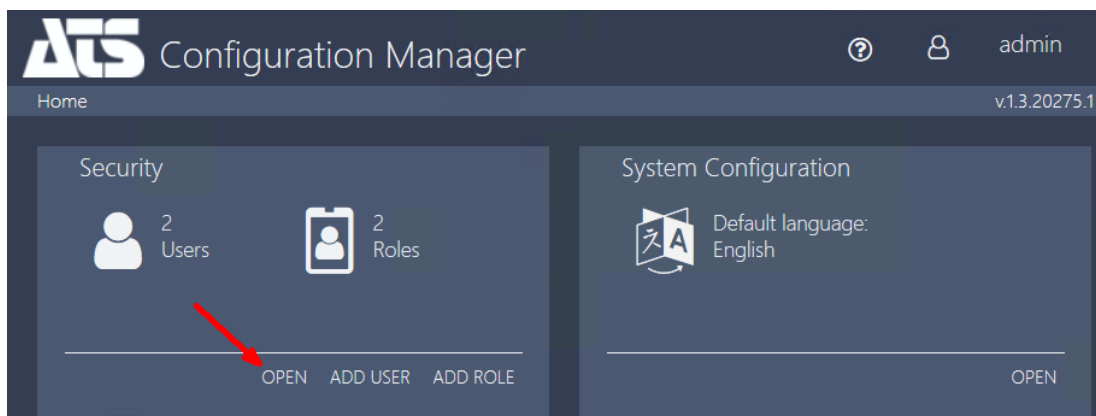 ATS Configuration Manager
admin
Home
v.1.3.20275.1
Security
2
Users
2
Roles
OPEN ADD USER ADD ROLE
System Configuration
Default language:
English
OPEN